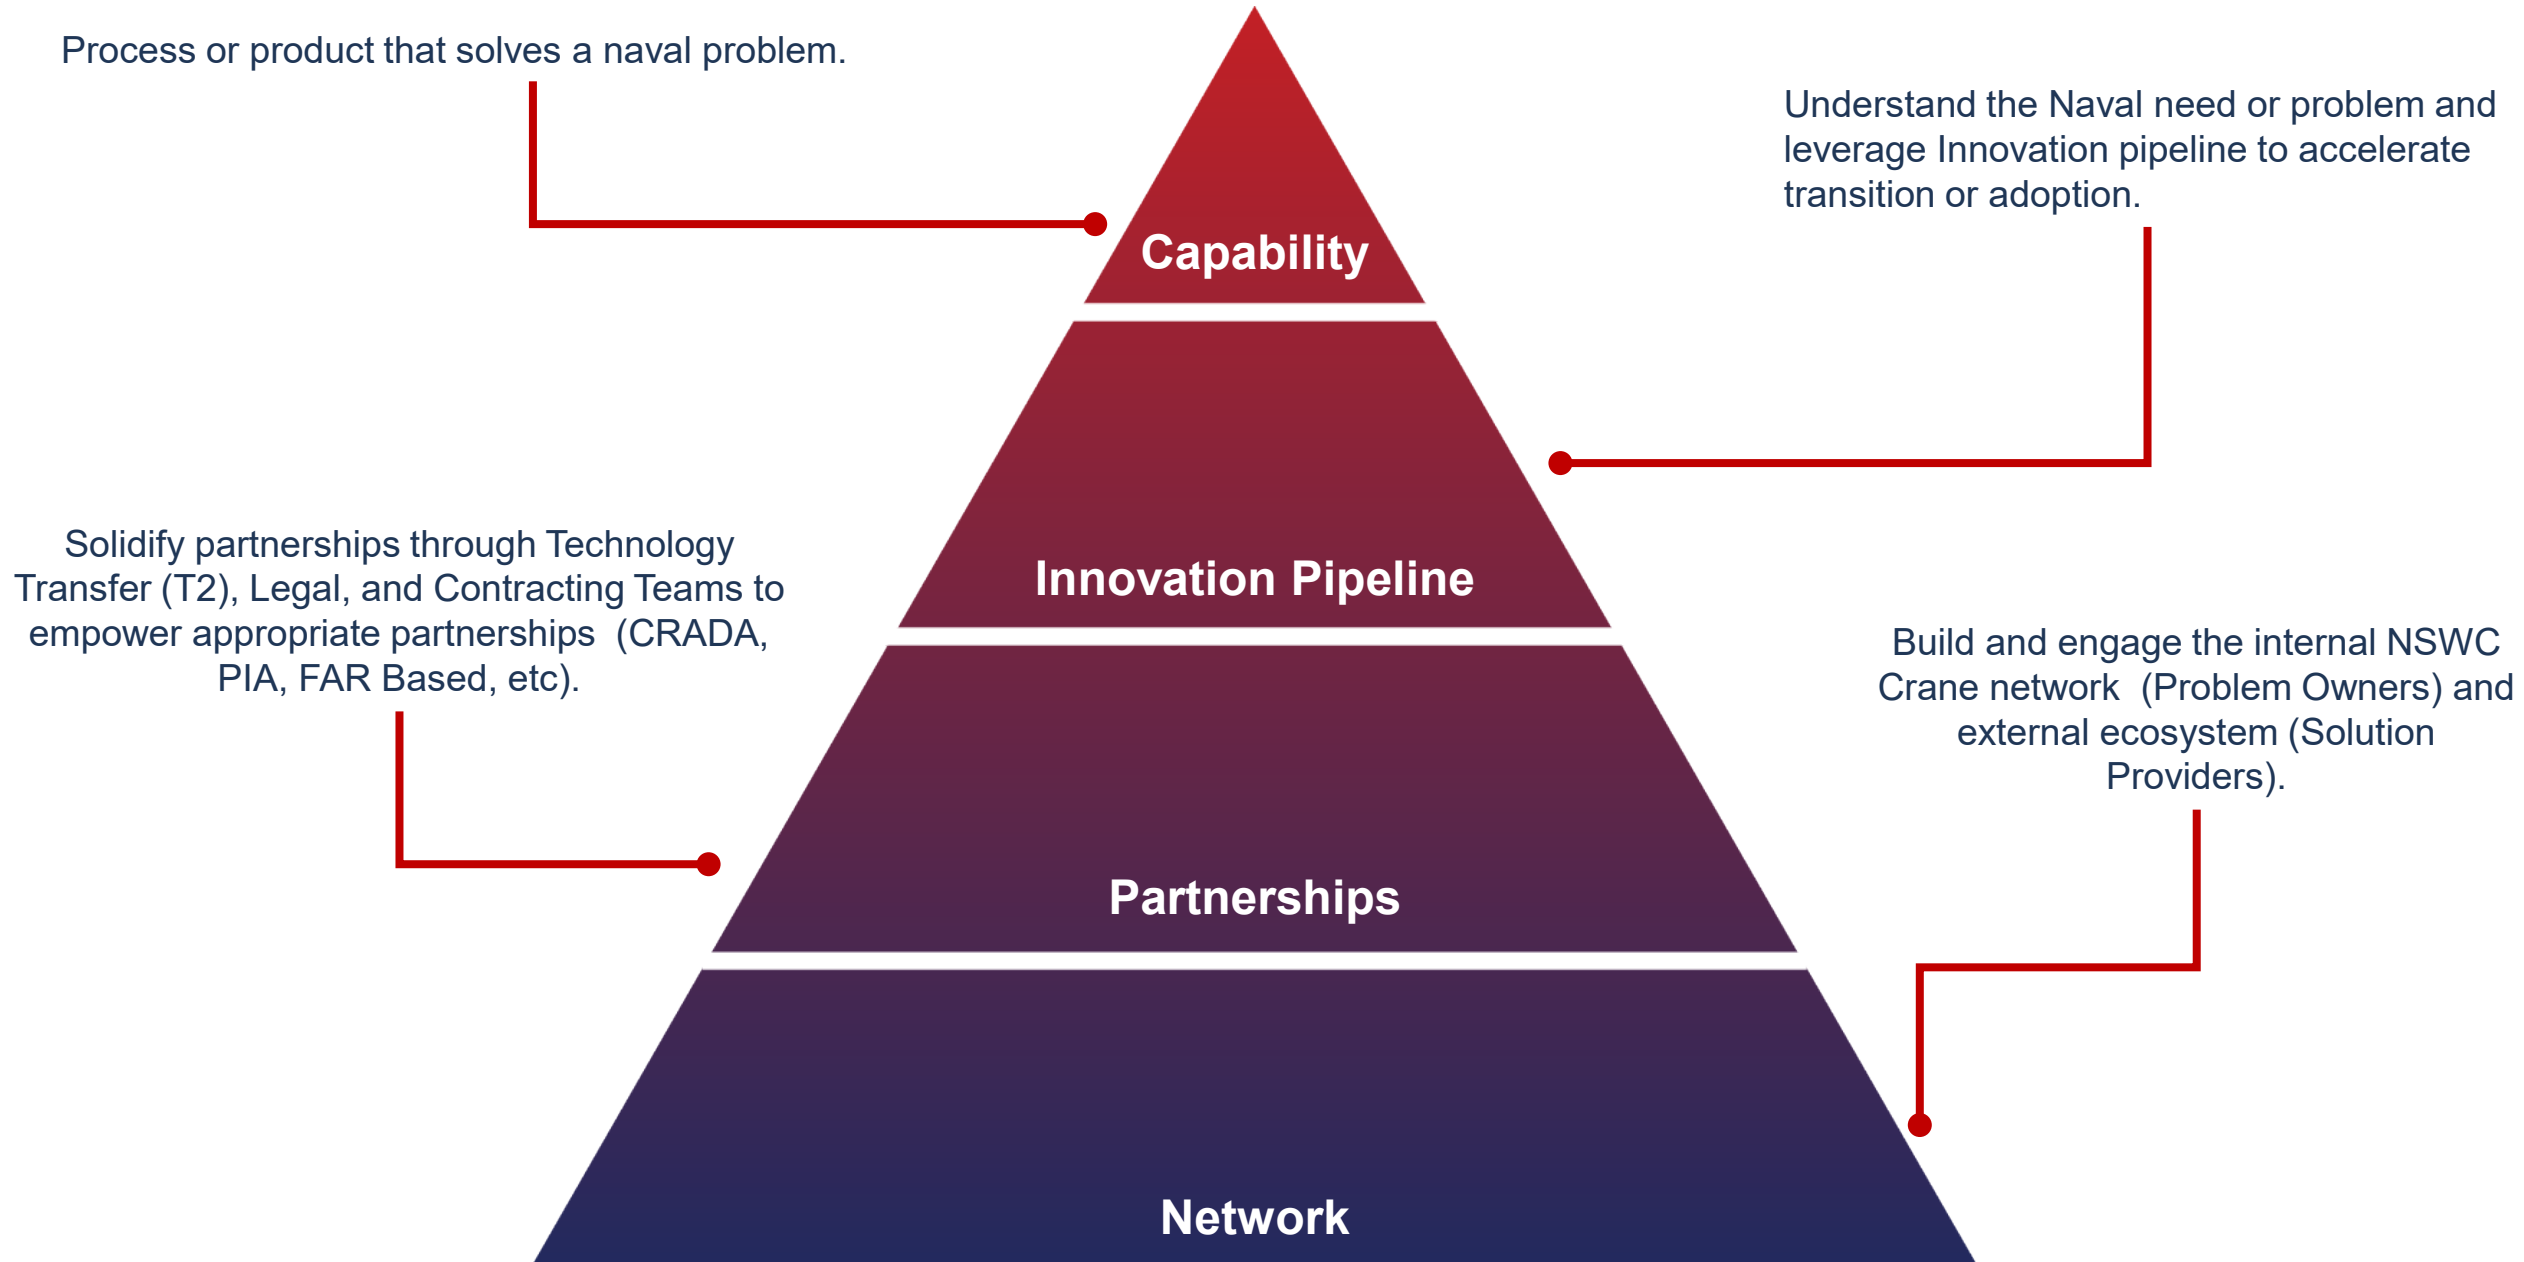 Process or product that solves a naval problem.
Understand the Naval need or problem and
leverage Innovation pipeline to accelerate
transition or adoption.
Capability
Solidify partnerships through Technology
Transfer (T2), Legal, and Contracting Teams to
empower appropriate partnerships  (CRADA,
PIA, FAR Based, etc).
Innovation Pipeline
Build and engage the internal NSWC
Crane network  (Problem Owners) and
external ecosystem (Solution
Providers).
Partnerships
Network